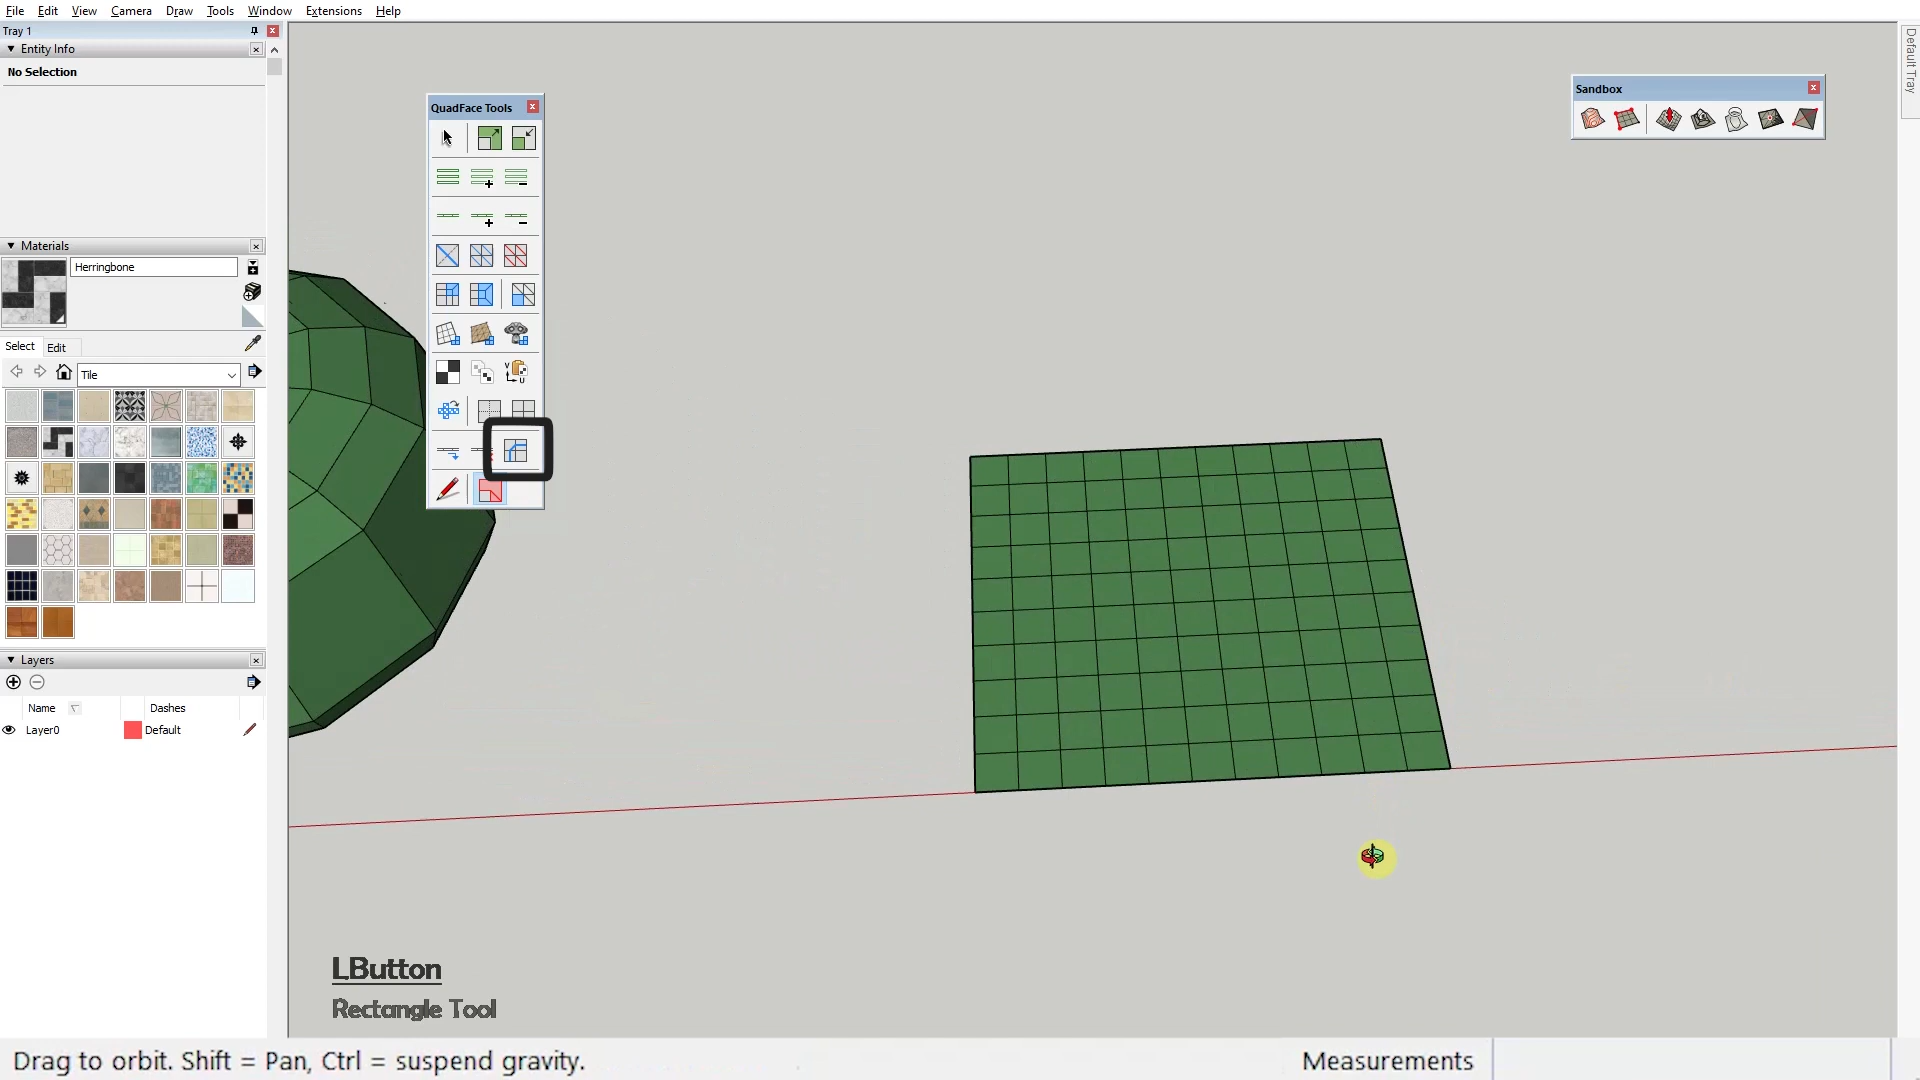 File Edit View Camera Draw Tools Window Extensions Help
Tray 1
Entity Info
No Selection
Materials
Herringbone
Select Edit
Tile
Layers
Name Dashes
Layer0 Default
QuadFace Tools
V
U
Sandbox
Default Tray
LButton
Rectangle Tool
Drag to orbit. Shift = Pan, Ctrl = suspend gravity.
Measurements